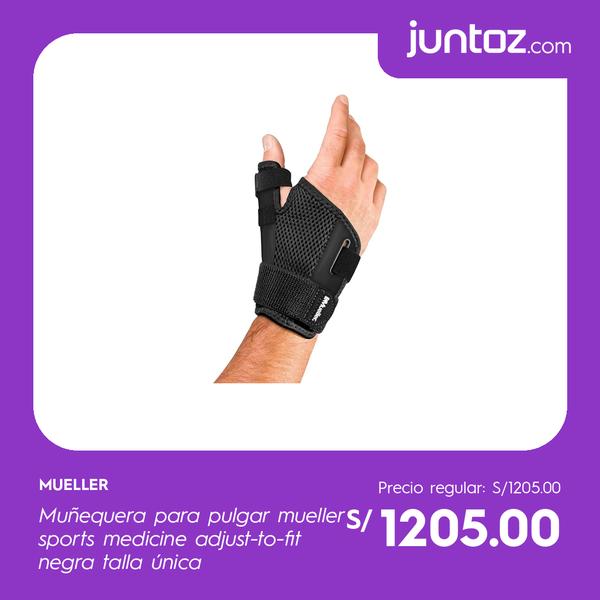 juntoz.com
Mueller
MUELLER
Precio regular: S/1205.00
Muñequera para pulgar mueller
sports medicine adjust-to-fit
negra talla única
S/ 1205.00